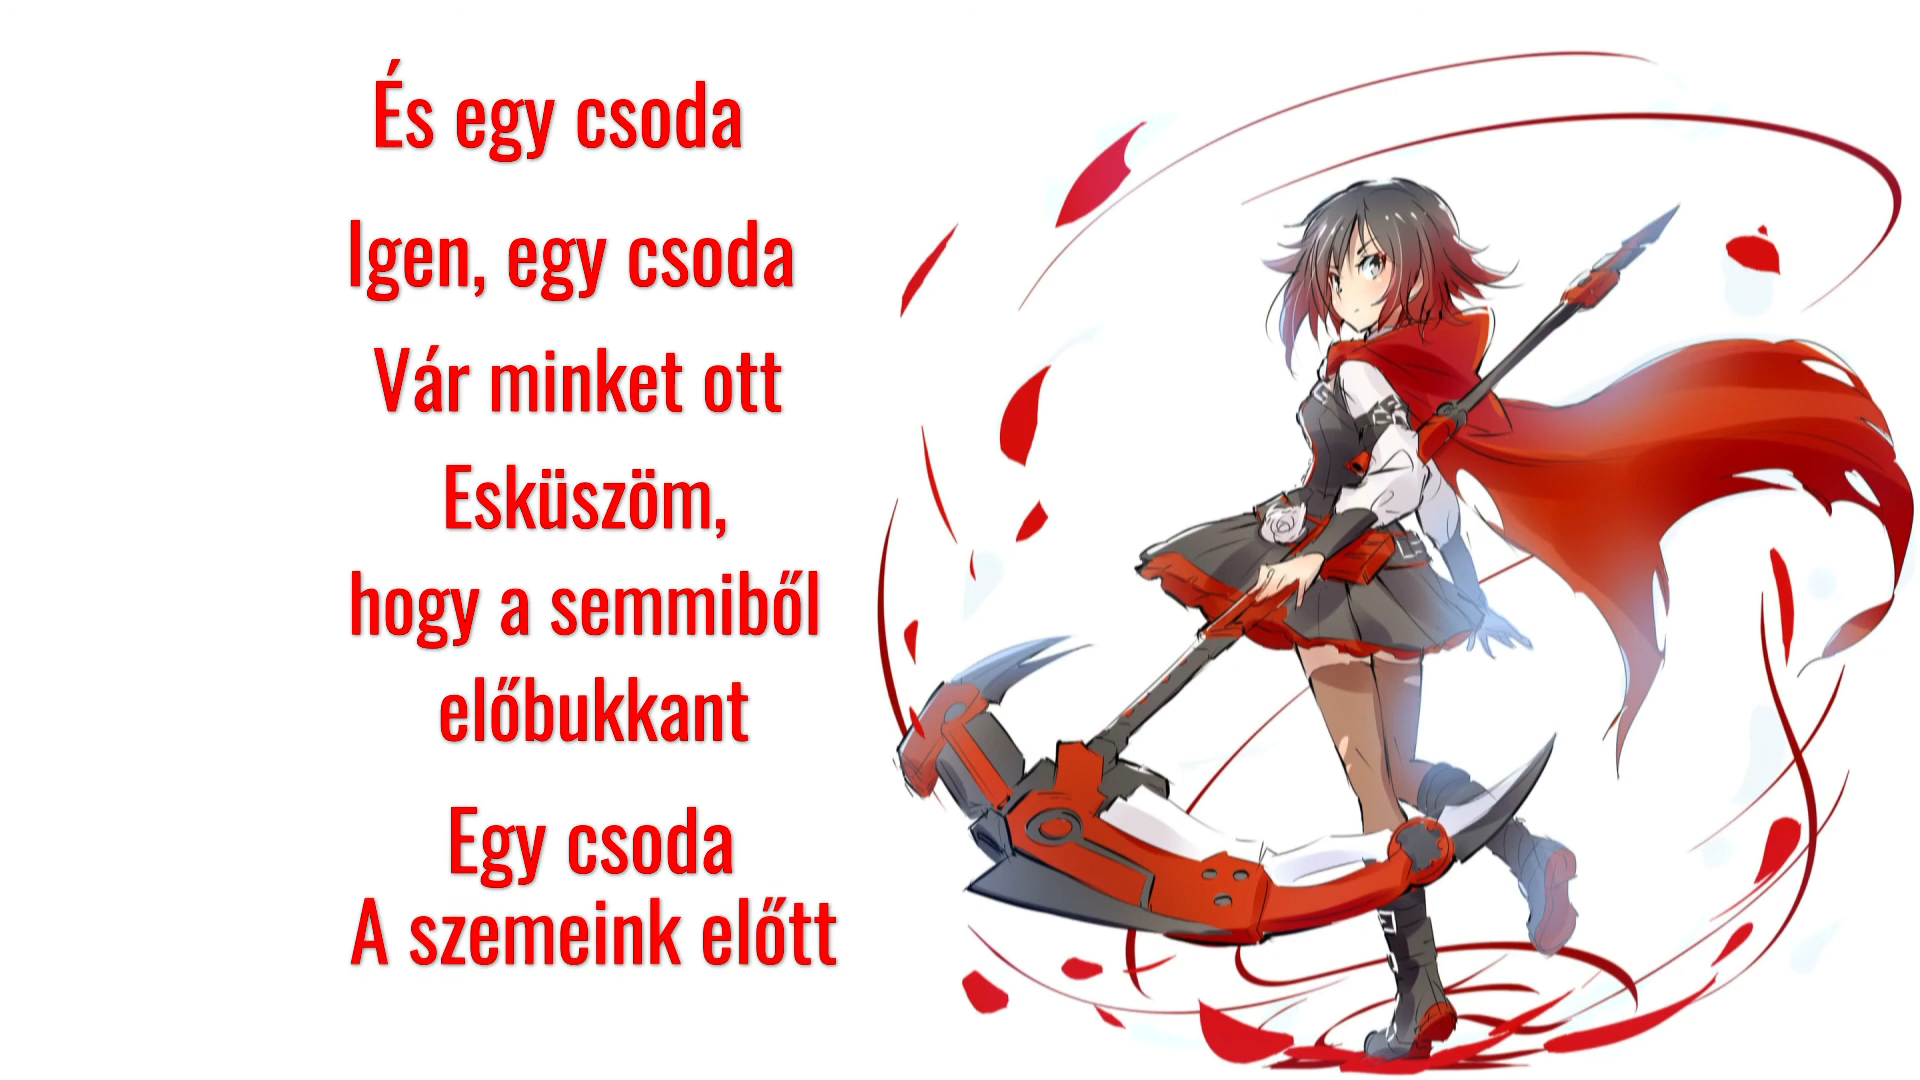 És egy csoda
Igen, egy csoda
Vár minket ott
Esküszöm,
hogy a semmiből
előbukkant
Egy csoda
A szemeink előtt